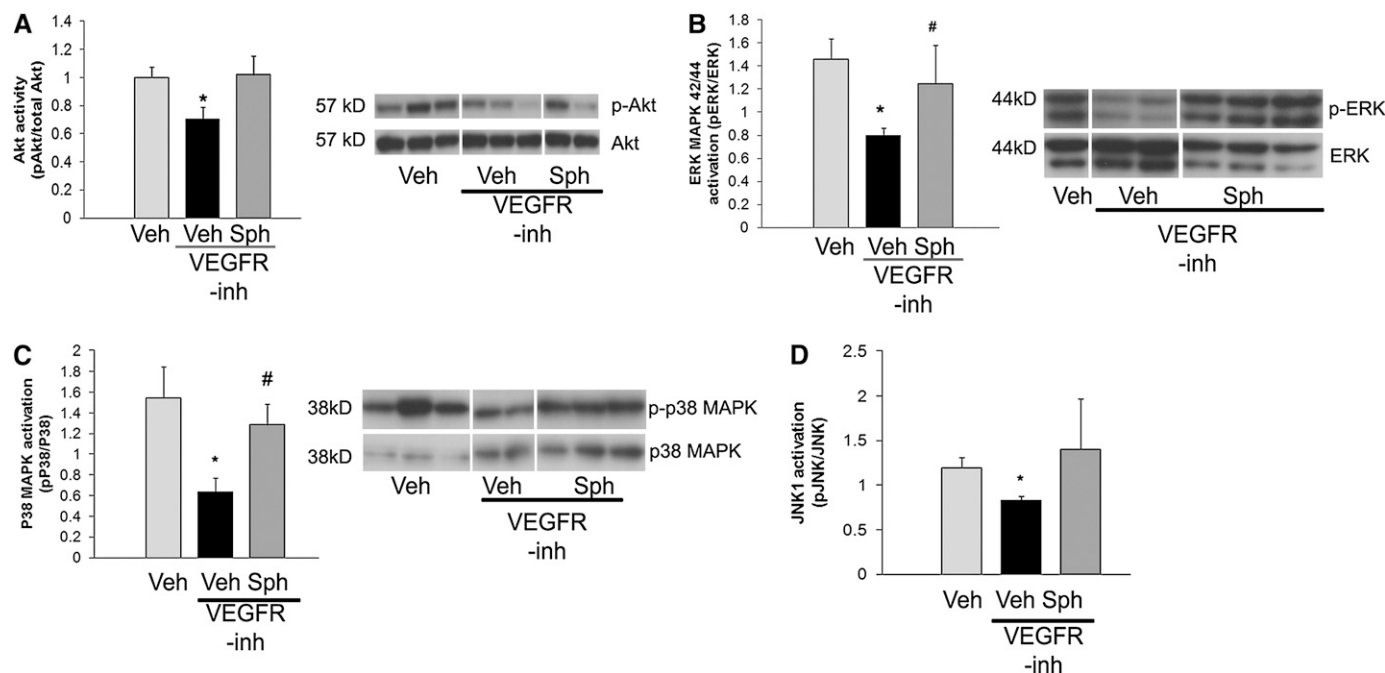 A
Akt activity
(pAkt/total Akt)
1.4
1.2
1
0.8
0.6
0.4
0.2
0
*
Veh
Veh Sph
VEGFR
-inh
57 kD
p-Akt
57 kD
Akt
Veh
Veh
Sph
VEGFR
-inh
B
ERK MAPK 42/44
activation (pERK/ERK)
1.8
1.6
1.4
1.2
1
0.8
0.6
0.4
0.2
0
*
#
Veh
Veh Sph
VEGFR
-inh
44kD
p-ERK
44kD
ERK
Veh
Veh
Sph
VEGFR
-inh
C
P38 MAPK activation
(pP38/P38)
2
1.8
1.6
1.4
1.2
1
0.8
0.6
0.4
0.2
0
*
#
Veh
Veh Sph
VEGFR
-inh
38kD
p-p38 MAPK
38kD
p38 MAPK
Veh
Veh
Sph
VEGFR
-inh
D
JNK1 activation
(pJNK/JNK)
2.5
2
1.5
1
0.5
0
*
Veh
Veh Sph
VEGFR
-inh